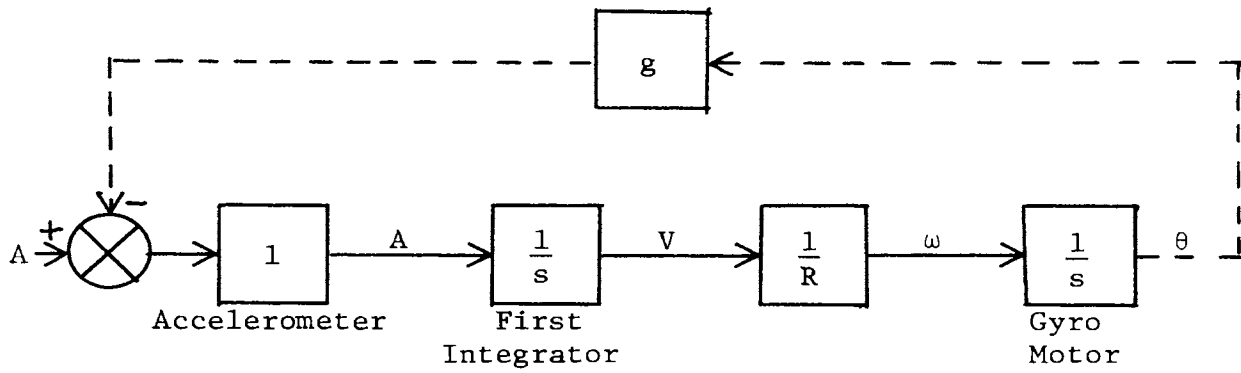 g
−
+
A
1
A
1
s
V
1
R
ω
1
s
θ
Accelerometer
First
Integrator
Gyro
Motor